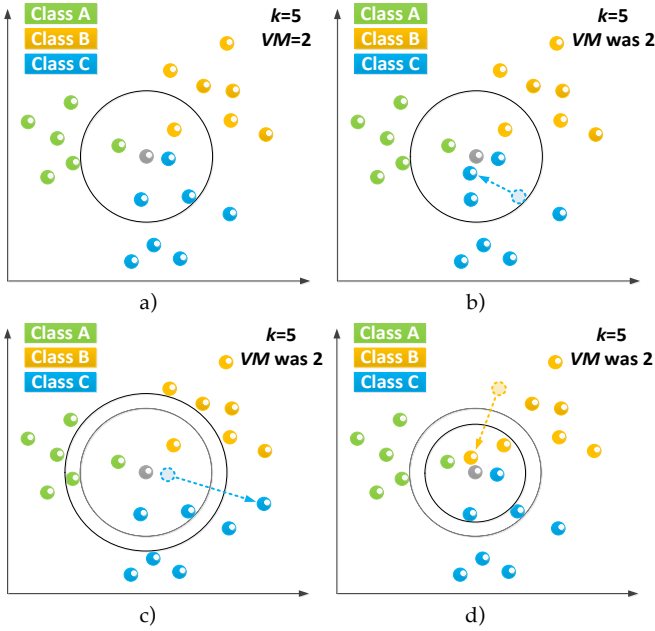 Class A
Class B
Class C
k=5
VM=2
a)
Class A
Class B
Class C
k=5
VM was 2
b)
Class A
Class B
Class C
k=5
VM was 2
c)
Class A
Class B
Class C
k=5
VM was 2
d)